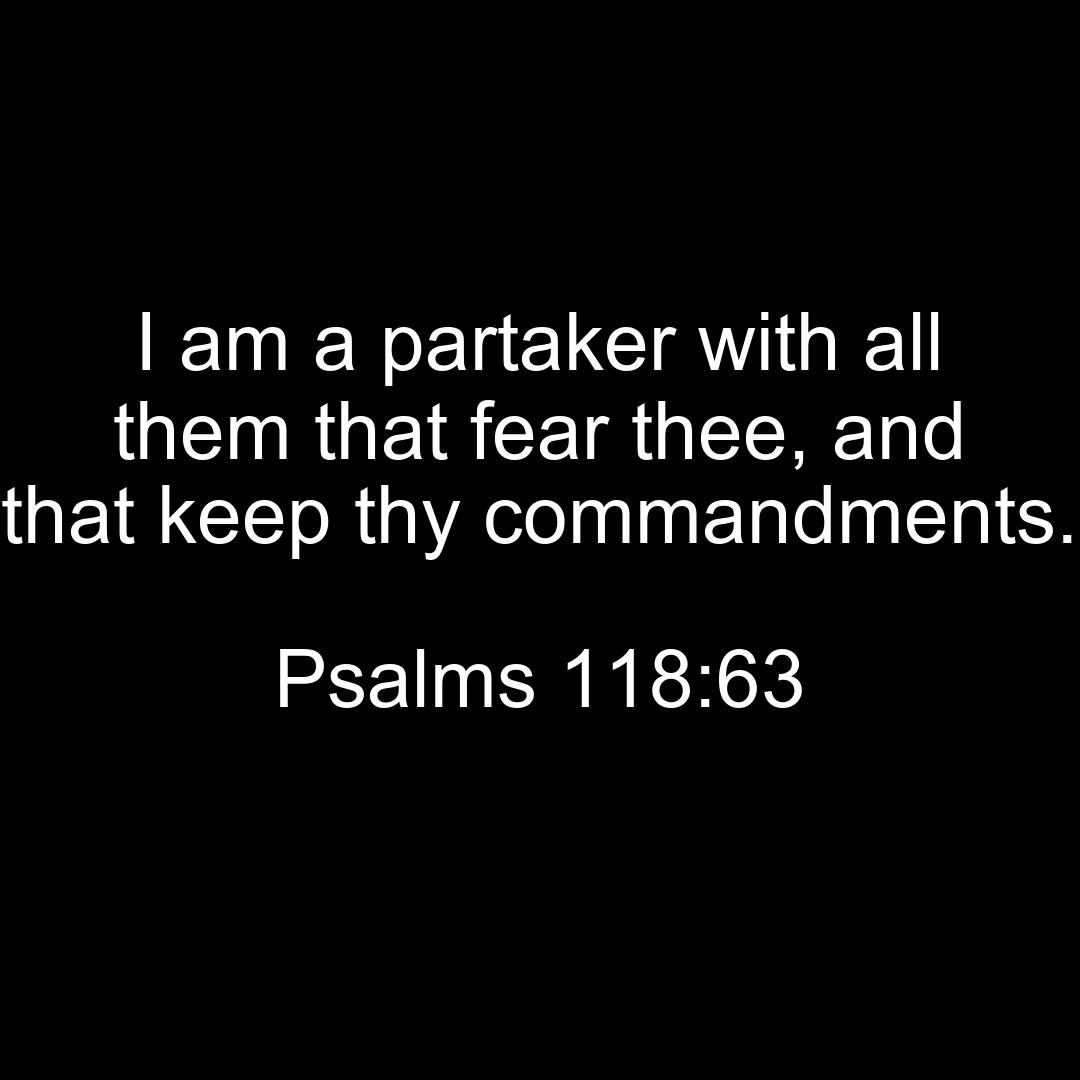 I am a partaker with all
them that fear thee, and
that keep thy commandments.
Psalms 118:63